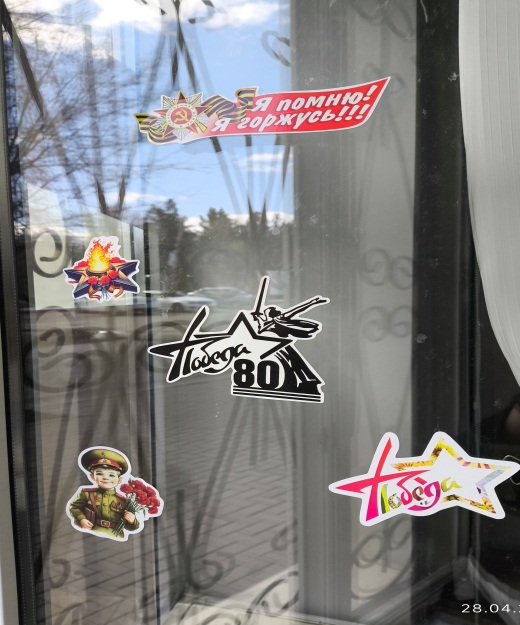 Я помню!
Я горжусь!!!
Победа
80
Победа
28.04.